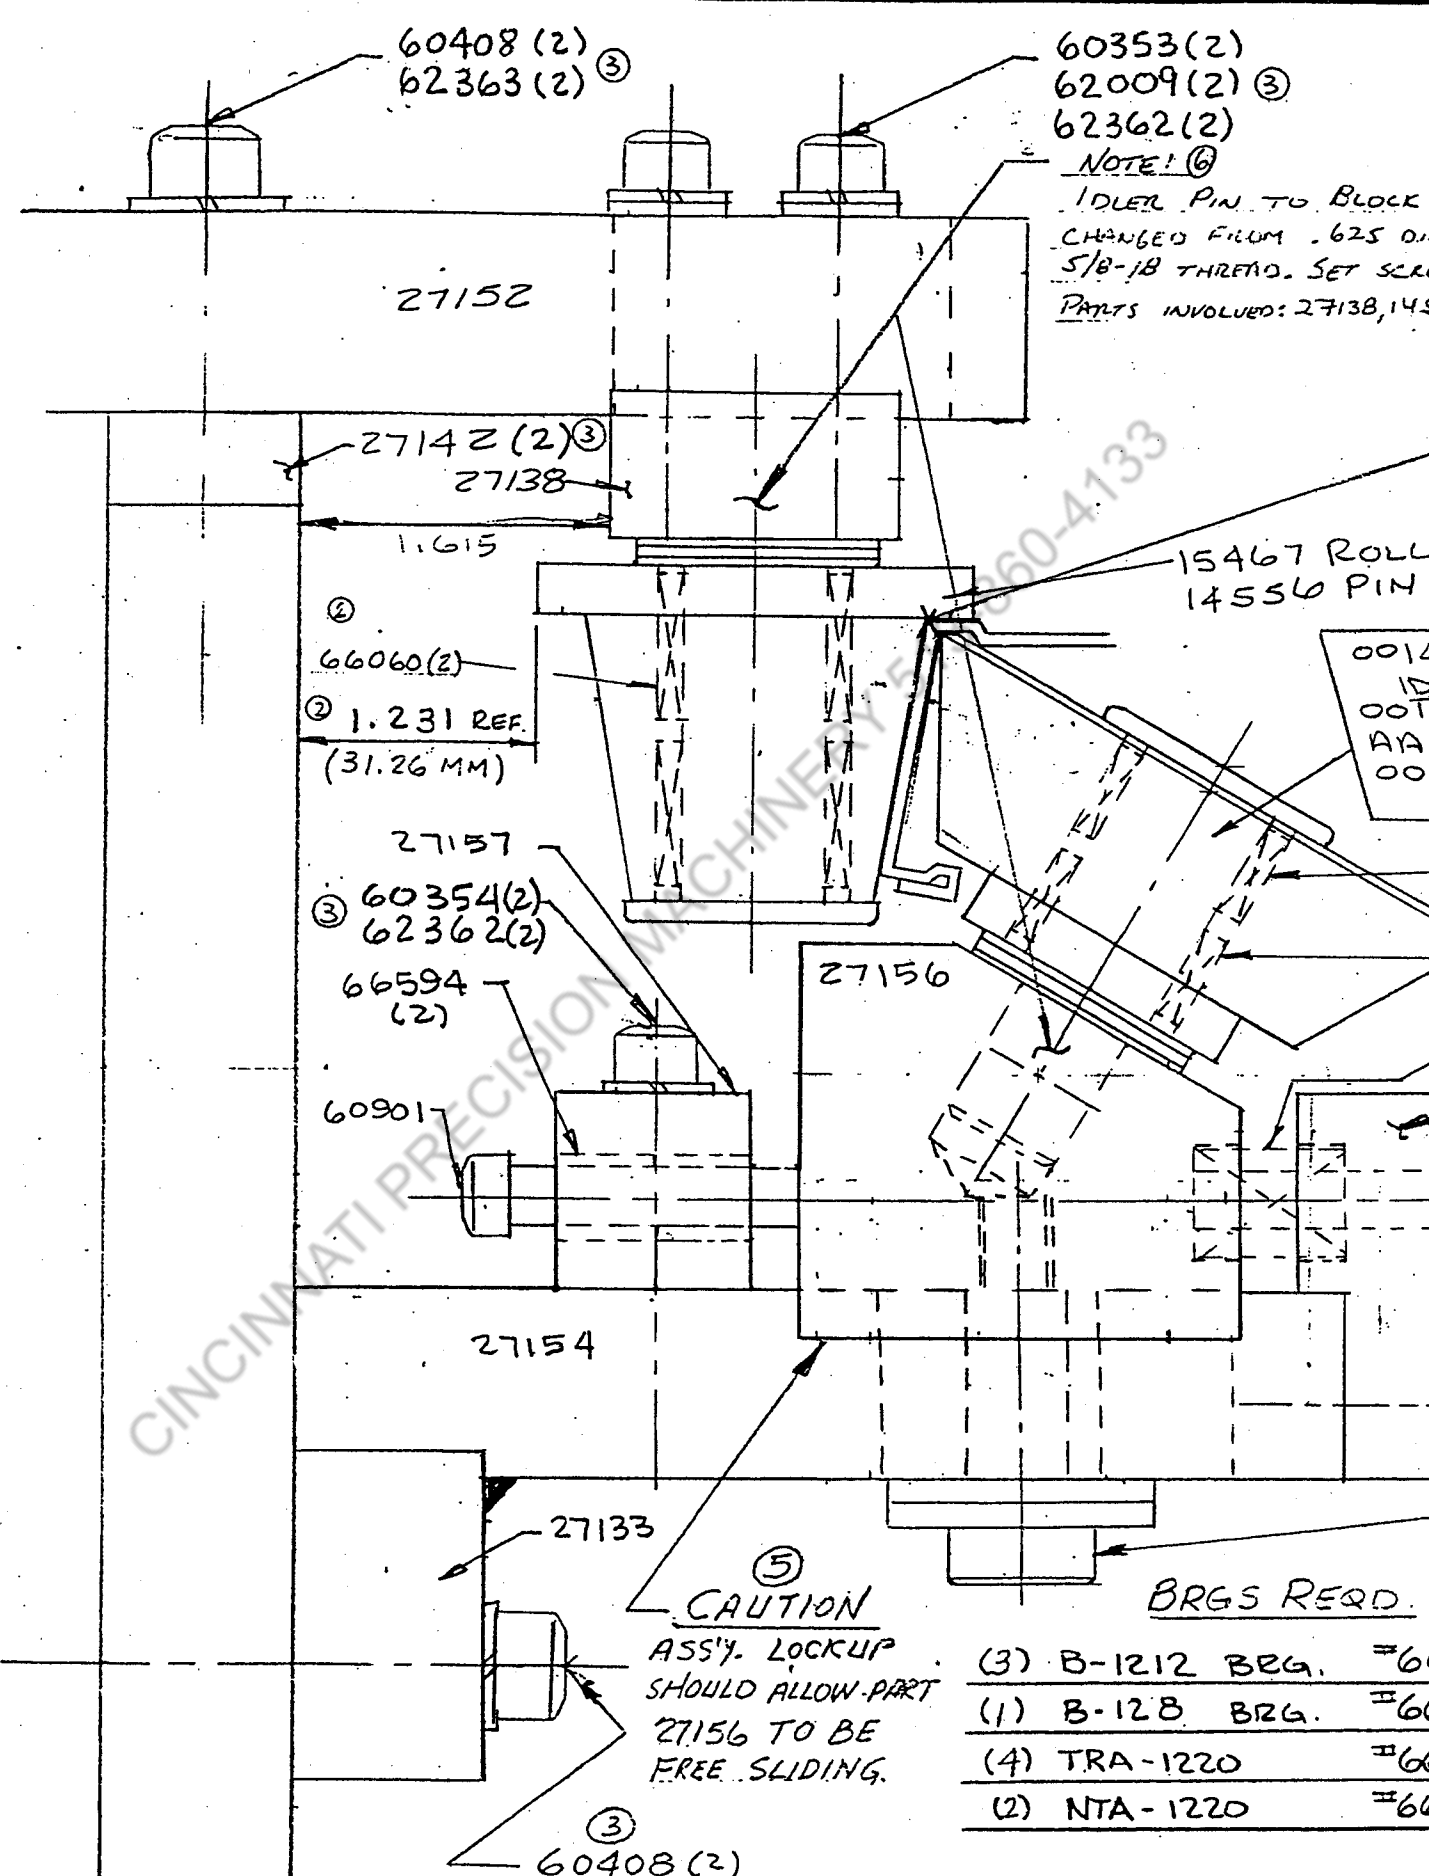 60408 (2)
62363 (2) ③
60353 (2)
62009 (2) ③
62362 (2)
NOTE! ⑥
IDLER PIN TO BLOCK
CHANGED FROM .625
5/8-18 THREAD. SET
PARTS INVOLVED: 27138,
27152
27142 (2) ③
27138
1.615
15467 ROLL
14556 PIN
②
66060 (2)
② 1.231 REF.
(31.26 MM)
27157
③ 60354 (2)
62362 (2)
66594
(2)
27156
60901
27154
27133
⑤
CAUTION
ASS'Y. LOCKUP
SHOULD ALLOW PART
27156 TO BE
FREE SLIDING.
③
60408 (2)
BRGS REQD.
(3) B-1212 BRG.
(1) B-128 BRG.
(4) TRA-1220
(2) NTA-1220
CINCINNATI PRECISION MACHINERY